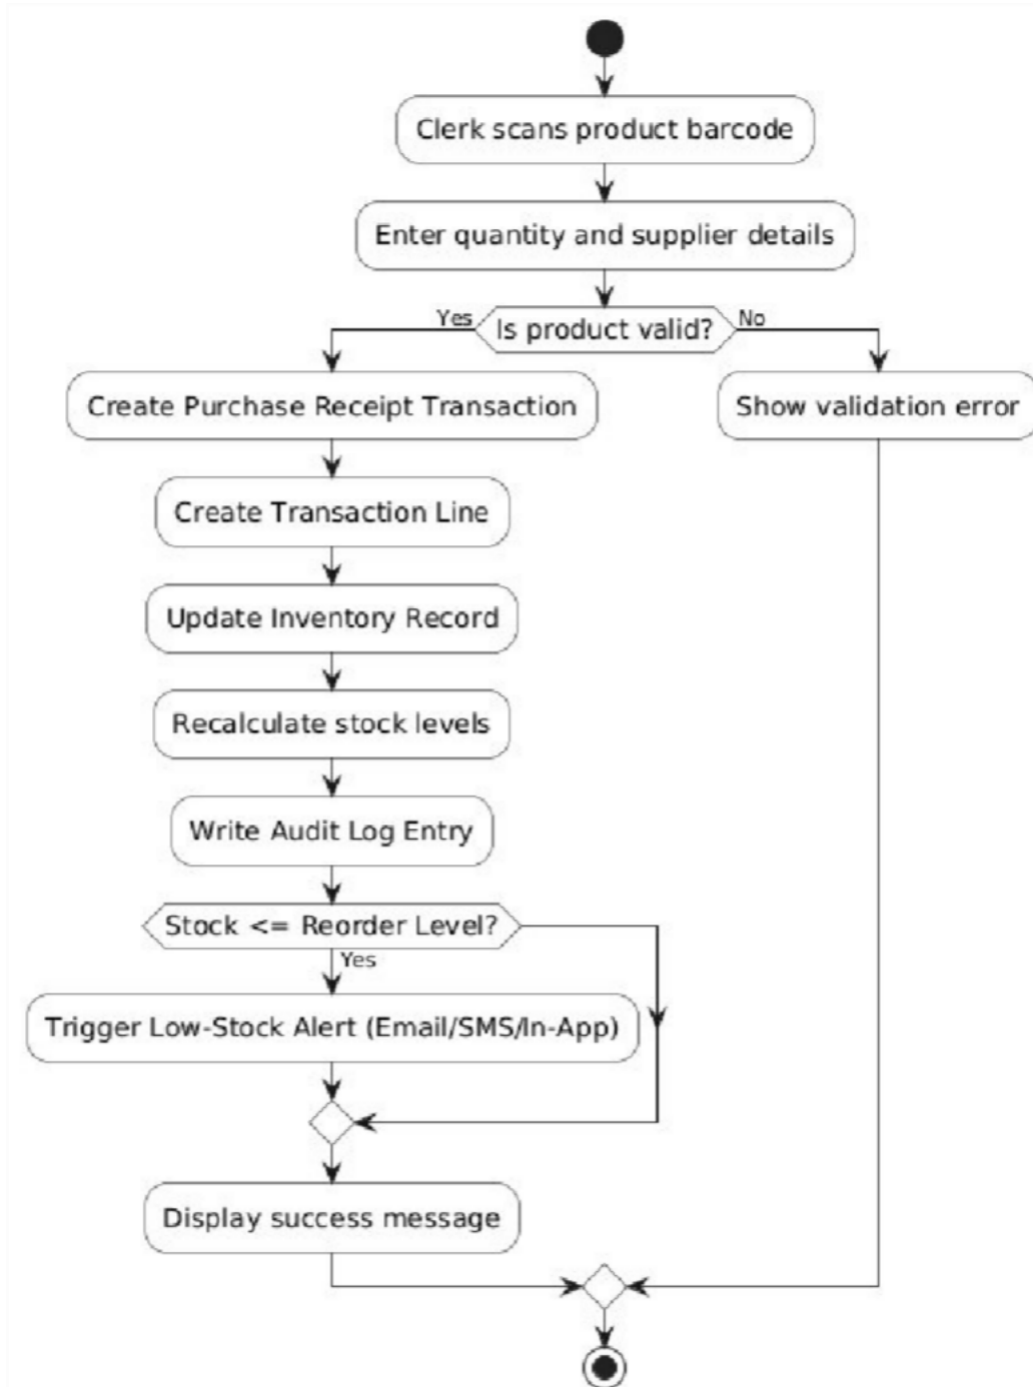 Clerk scans product barcode
Enter quantity and supplier details
Yes
Is product valid?
No
Create Purchase Receipt Transaction
Show validation error
Create Transaction Line
Update Inventory Record
Recalculate stock levels
Write Audit Log Entry
Stock <= Reorder Level?
Yes
Trigger Low-Stock Alert (Email/SMS/In-App)
Display success message